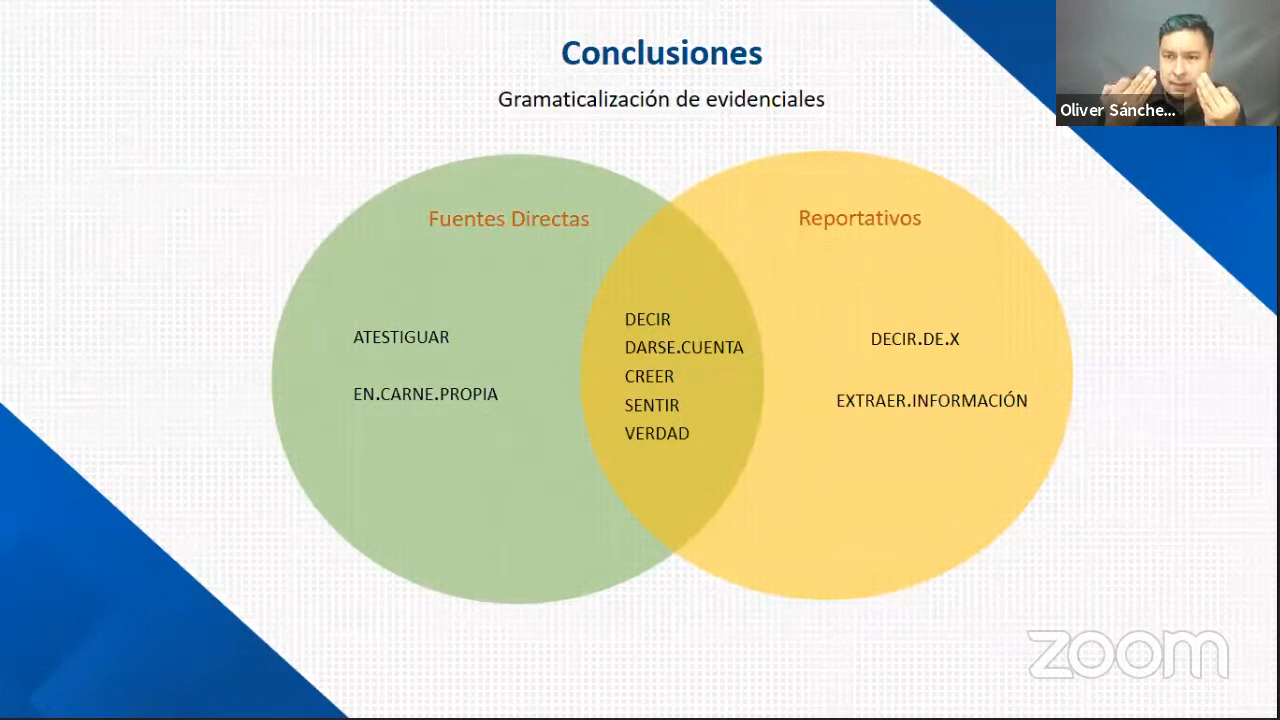 Conclusiones
Gramaticalización de evidenciales
Oliver Sánche...
Fuentes Directas
ATESTIGUAR
EN.CARNE.PROPIA
DECIR
DARSE.CUENTA
CREER
SENTIR
VERDAD
Reportativos
DECIR.DE.X
EXTRAER.INFORMACIÓN
zoom